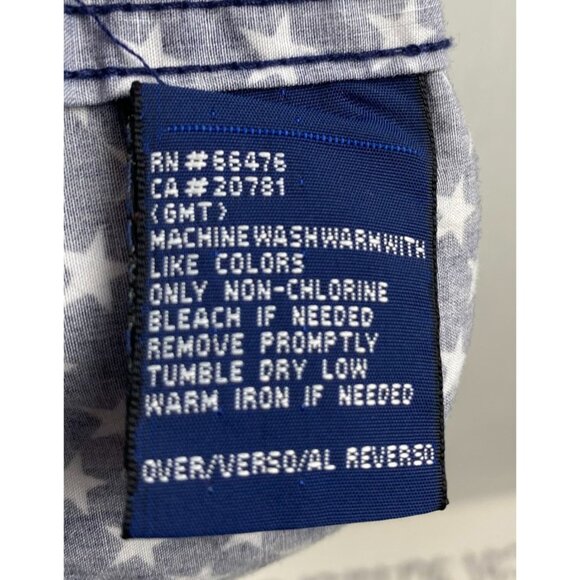 RN #66476
CA #20781
(GMT)
MACHINE WASH WARM WITH
LIKE COLORS
ONLY NON-CHLORINE
BLEACH IF NEEDED
REMOVE PROMPTLY
TUMBLE DRY LOW
WARM IRON IF NEEDED
OVER/VERSO/AL REVERSO